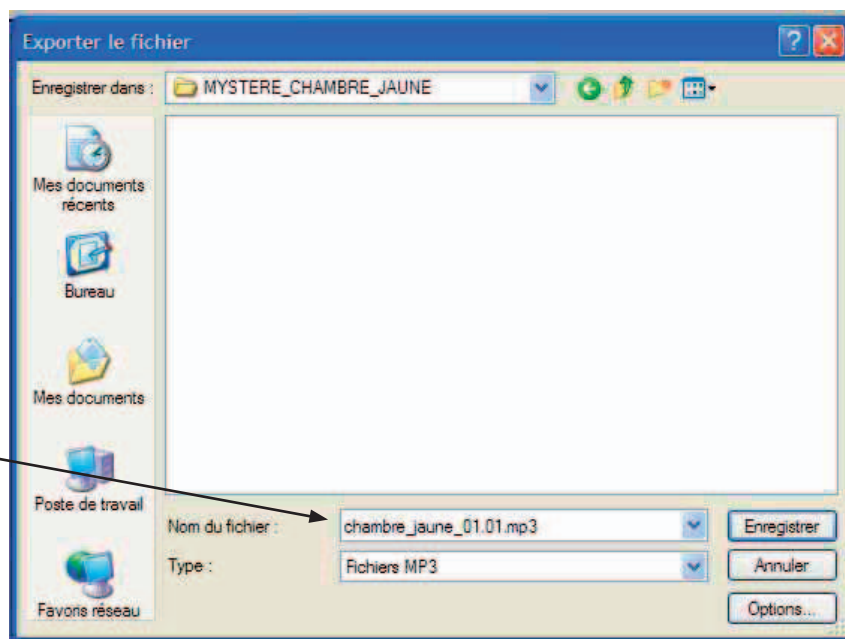 Exporter le fichier
Enregistrer dans :
MYSTERE_CHAMBRE_JAUNE
Mes documents
récents
Bureau
Mes documents
Poste de travail
Favoris réseau
Nom du fichier :
chambre_jaune_01.01.mp3
Enregistrer
Type :
Fichiers MP3
Annuler
Options...